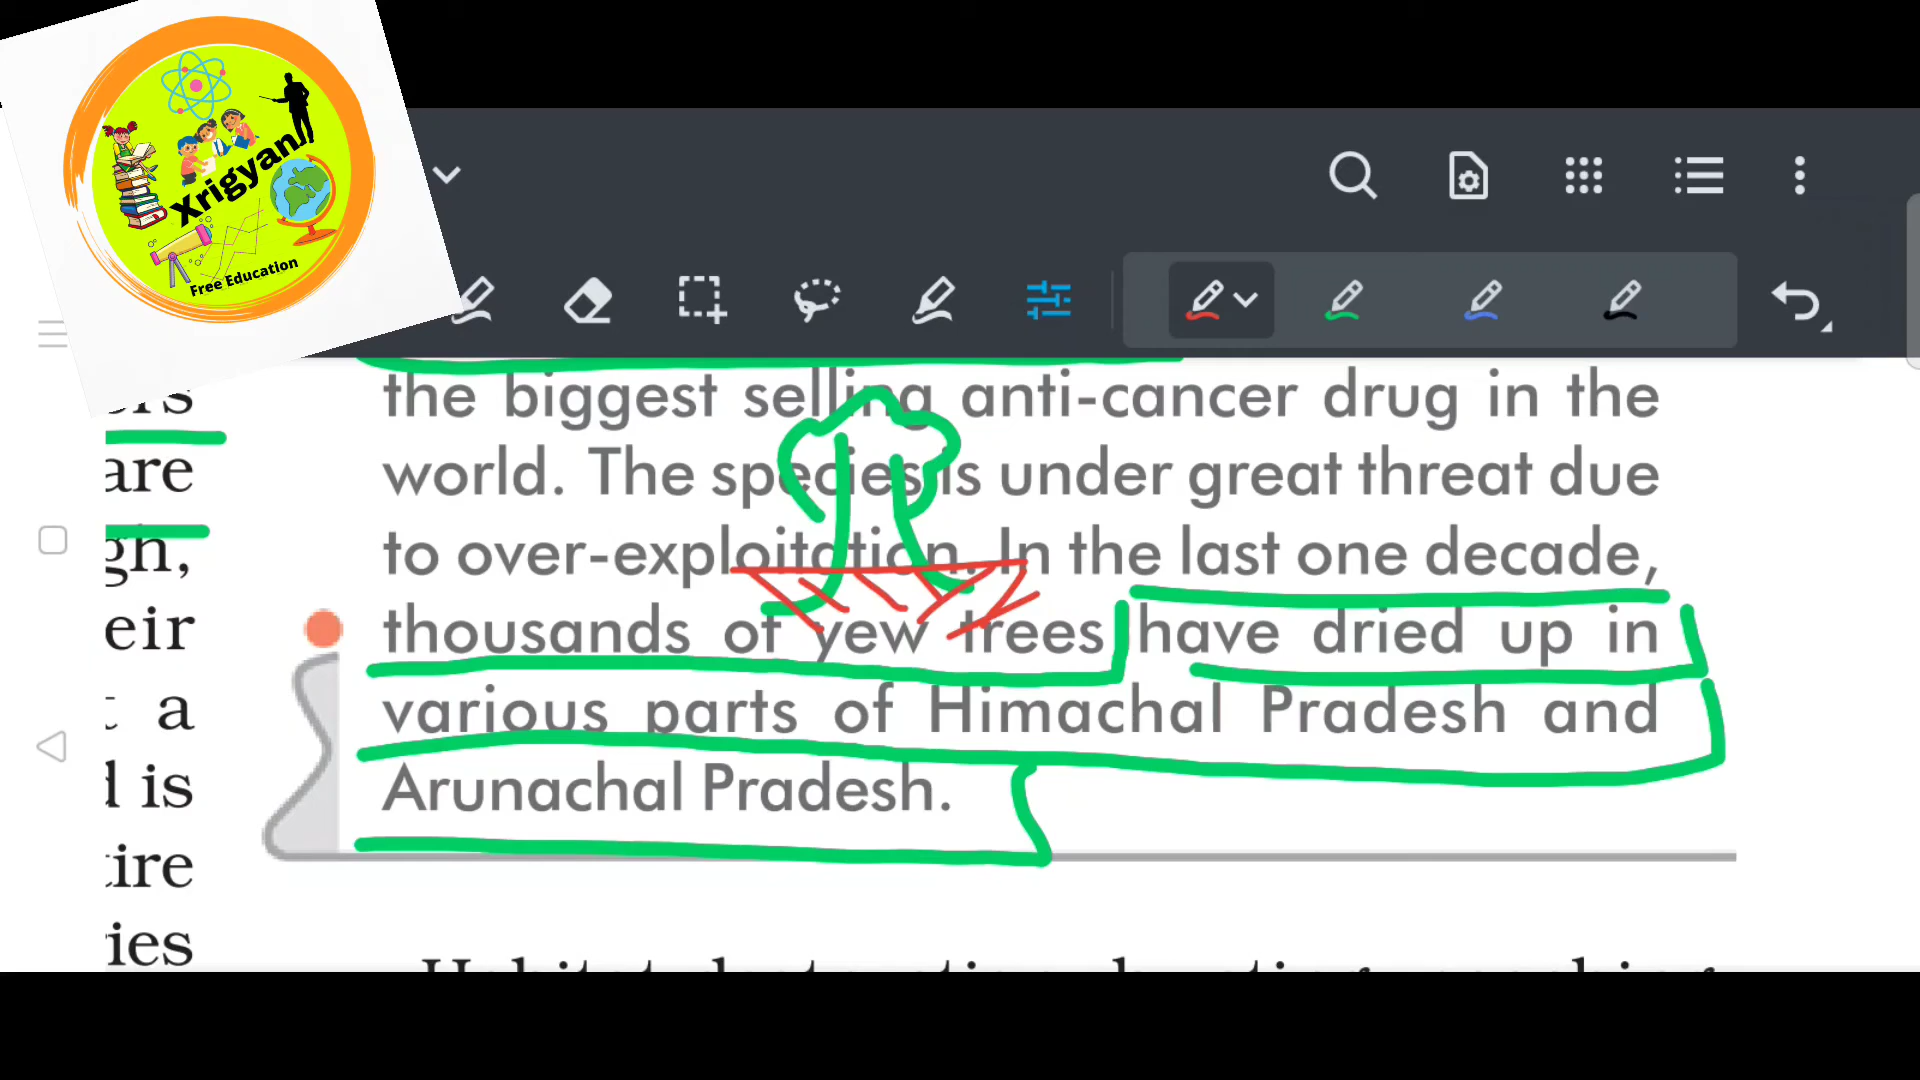 Xrigyan
Free Education
the biggest selling anti-cancer drug in the
world. The species is under great threat due
to over-exploitation. In the last one decade,
thousands of yew trees have dried up in
various parts of Himachal Pradesh and
Arunachal Pradesh.
are
gh,
eir
a
is
ire
ies